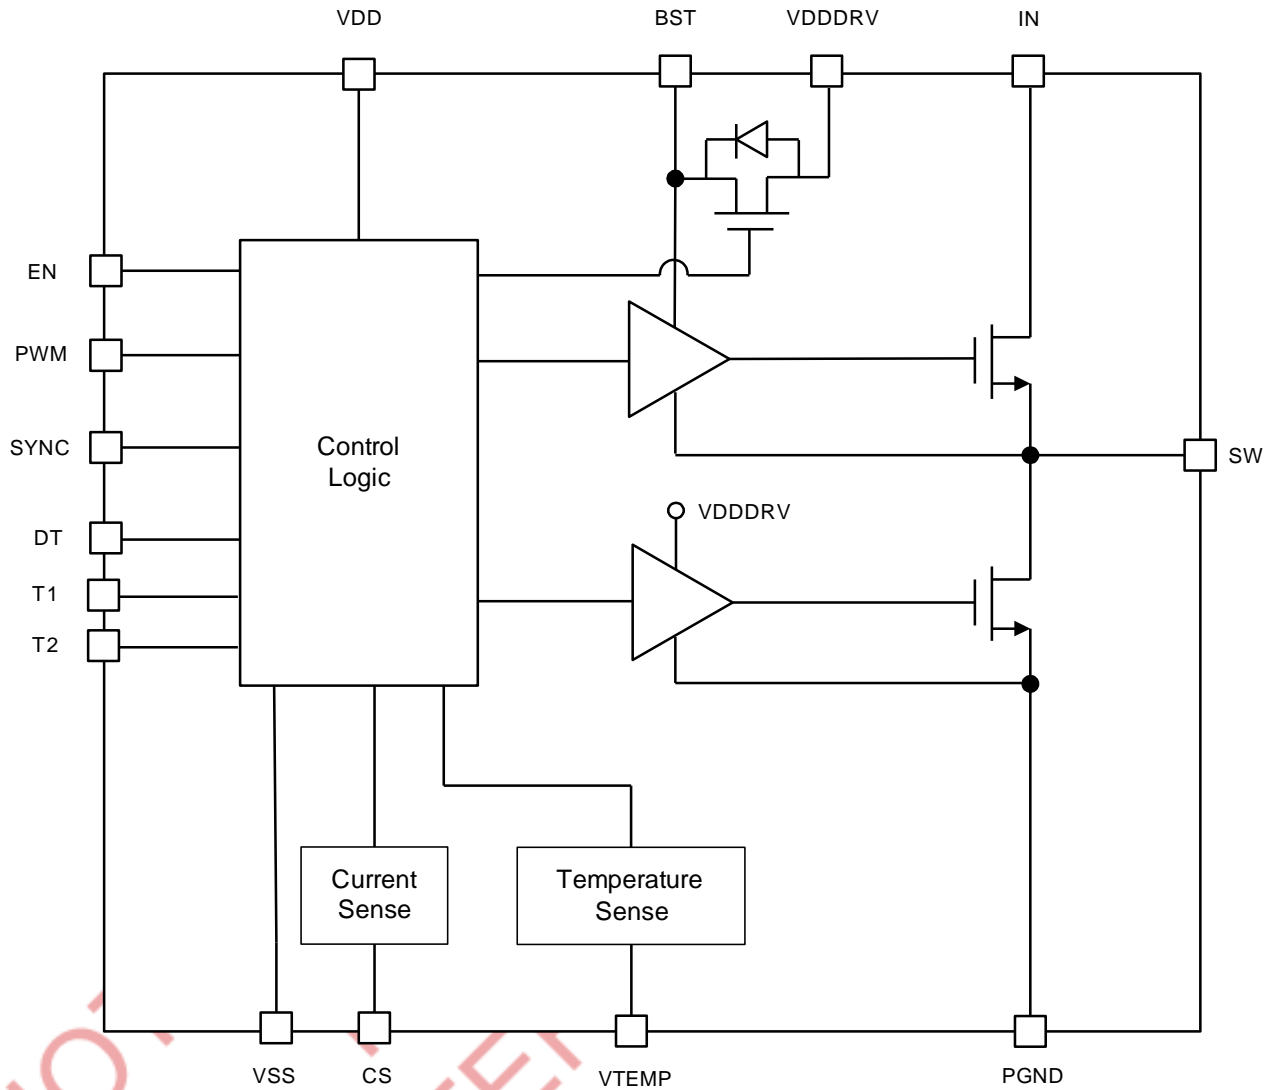 VDD
BST
VDDDRV
IN
EN
PWM
SYNC
DT
T1
T2
Control
Logic
SW
VDDDRV
Current
Sense
Temperature
Sense
VSS
CS
VTEMP
PGND
NOT